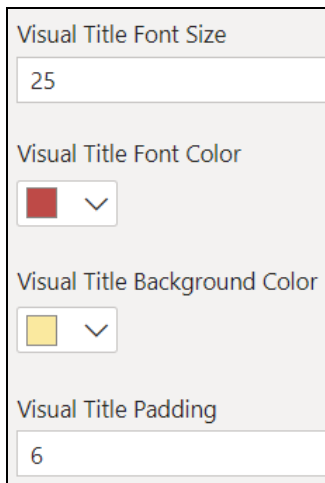 Visual Title Font Size
25
Visual Title Font Color
Visual Title Background Color
Visual Title Padding
6